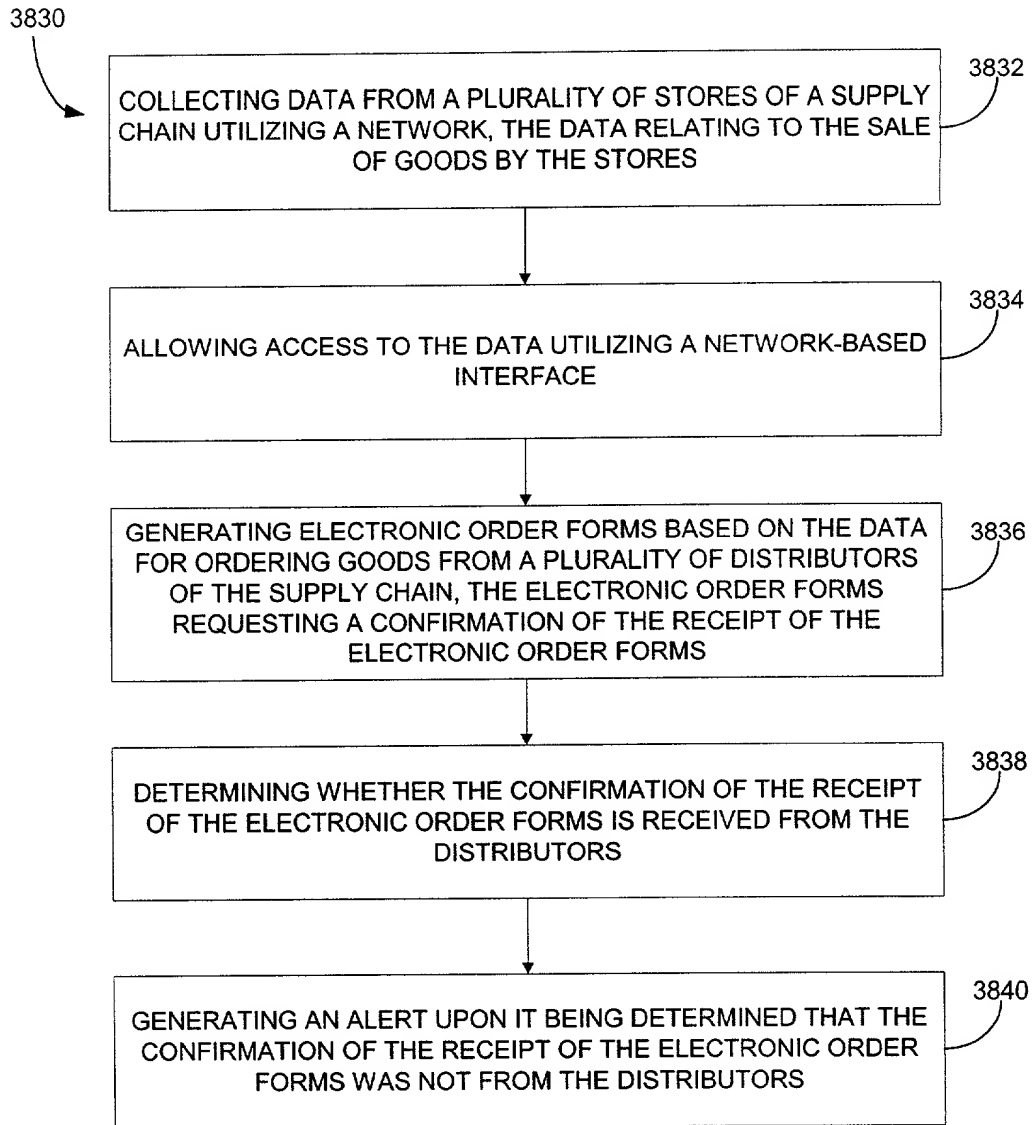 3830
3832
COLLECTING DATA FROM A PLURALITY OF STORES OF A SUPPLY
CHAIN UTILIZING A NETWORK, THE DATA RELATING TO THE SALE
OF GOODS BY THE STORES
3834
ALLOWING ACCESS TO THE DATA UTILIZING A NETWORK-BASED
INTERFACE
3836
GENERATING ELECTRONIC ORDER FORMS BASED ON THE DATA
FOR ORDERING GOODS FROM A PLURALITY OF DISTRIBUTORS
OF THE SUPPLY CHAIN, THE ELECTRONIC ORDER FORMS
REQUESTING A CONFIRMATION OF THE RECEIPT OF THE
ELECTRONIC ORDER FORMS
3838
DETERMINING WHETHER THE CONFIRMATION OF THE RECEIPT
OF THE ELECTRONIC ORDER FORMS IS RECEIVED FROM THE
DISTRIBUTORS
3840
GENERATING AN ALERT UPON IT BEING DETERMINED THAT THE
CONFIRMATION OF THE RECEIPT OF THE ELECTRONIC ORDER
FORMS WAS NOT FROM THE DISTRIBUTORS